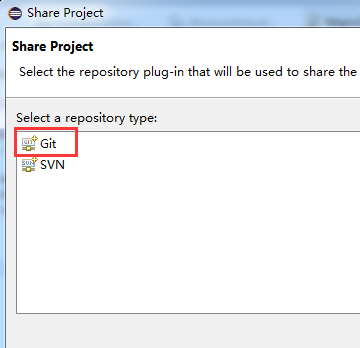 Share Project
Share Project
Select the repository plug-in that will be used to share the
Select a repository type:
Git
SVN